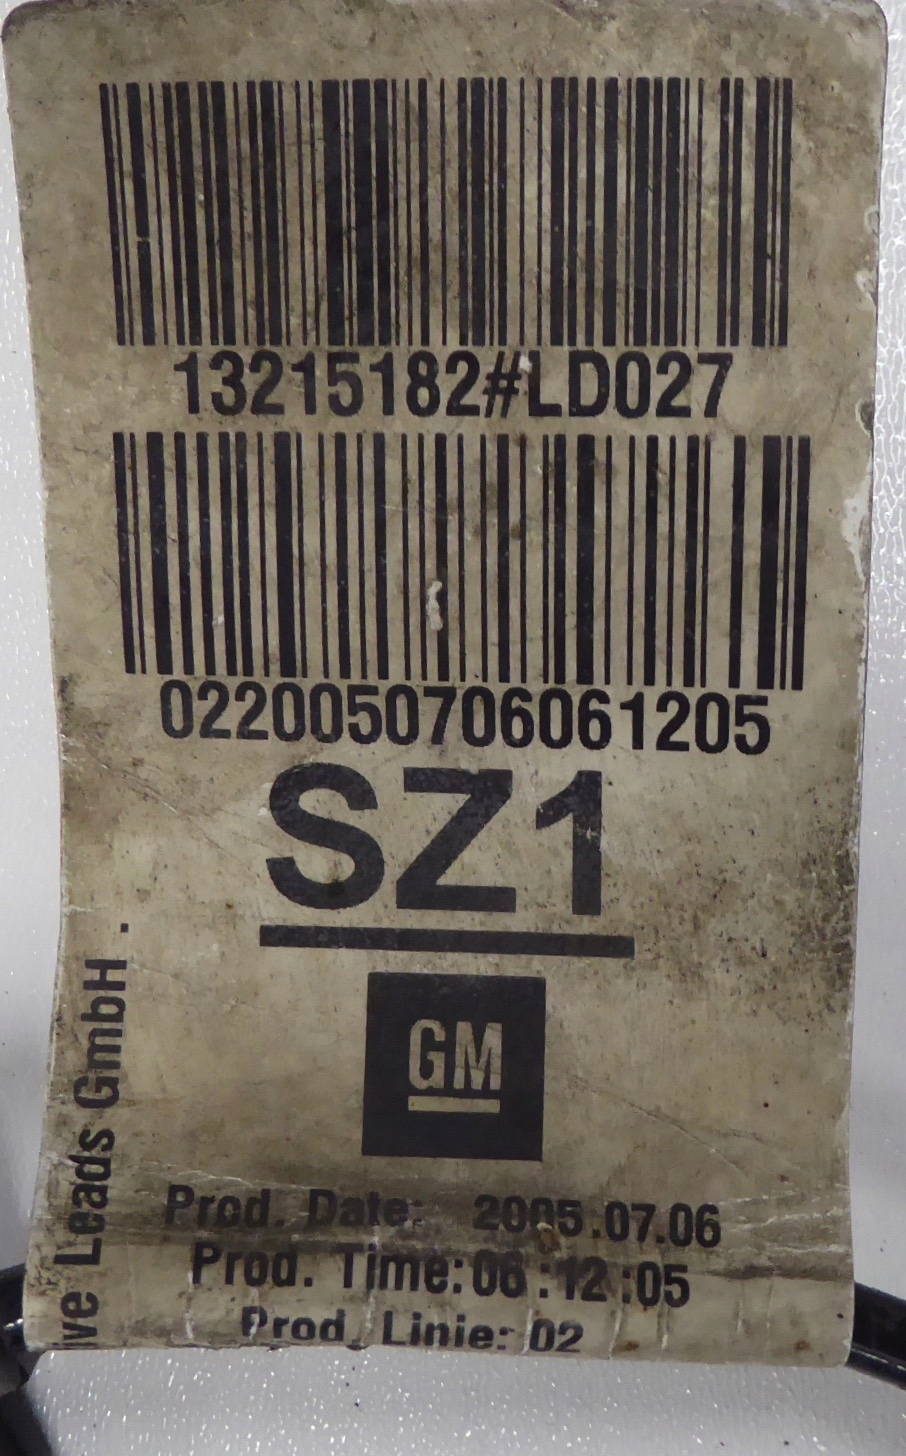 13215182#LD027
0220050706061205
SZ1
GM
Prod. Date: 2005.07.06
Prod. Time:06:12:05
Prod. Linie: 02
ve Leads GmbH.